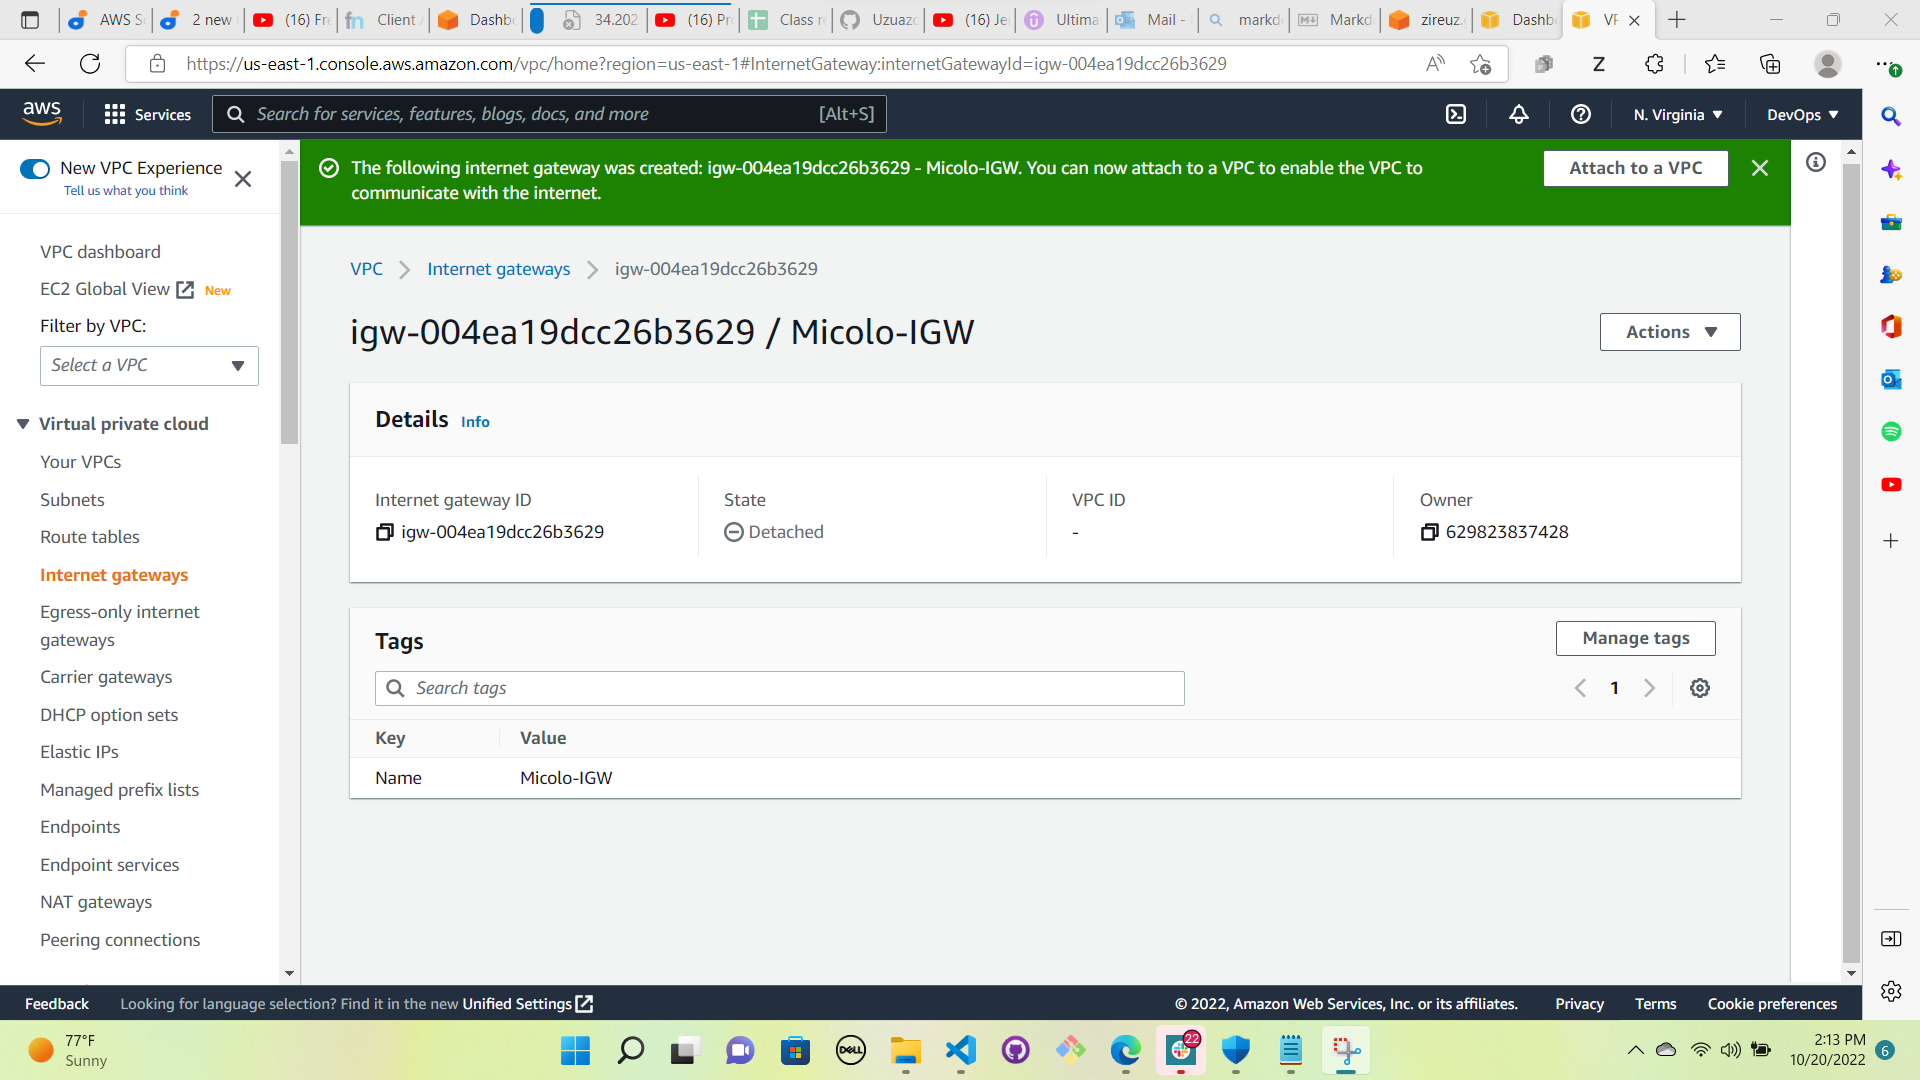 AWS So
2 new
(16) Fre
Client A
Dashbo
34.202
(16) Pr
Class re
Uzuazo
(16) Je
Ultima
Mail -
markd
Markd
zireuz.
Dashb
VP
https://us-east-1.console.aws.amazon.com/vpc/home?region=us-east-1#InternetGateway:internetGatewayId=igw-004ea19dcc26b3629
aws
Services
Search for services, features, blogs, docs, and more
[Alt+S]
N. Virginia
DevOps
New VPC Experience
Tell us what you think
The following internet gateway was created: igw-004ea19dcc26b3629 - Micolo-IGW. You can now attach to a VPC to enable the VPC to
communicate with the internet.
Attach to a VPC
VPC dashboard
EC2 Global View
New
Filter by VPC:
Select a VPC
Virtual private cloud
Your VPCs
Subnets
Route tables
Internet gateways
Egress-only internet
gateways
Carrier gateways
DHCP option sets
Elastic IPs
Managed prefix lists
Endpoints
Endpoint services
NAT gateways
Peering connections
VPC
Internet gateways
igw-004ea19dcc26b3629
igw-004ea19dcc26b3629 / Micolo-IGW
Actions
Details
Info
Internet gateway ID
igw-004ea19dcc26b3629
State
Detached
VPC ID
-
Owner
629823837428
Tags
Manage tags
Search tags
1
Key
Value
Name
Micolo-IGW
Feedback
Looking for language selection? Find it in the new Unified Settings
© 2022, Amazon Web Services, Inc. or its affiliates.
Privacy
Terms
Cookie preferences
77°F
Sunny
DELL
22
2:13 PM
10/20/2022
6